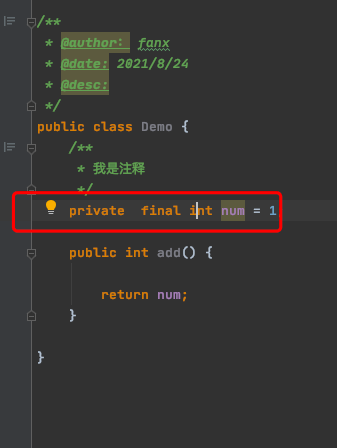 /**
 * @author: fanx
 * @date: 2021/8/24
 * @desc:
 */
public class Demo {
    /**
     * 我是注释
     */
    private  final int num = 1
    public int add() {
        return num;
    }
}